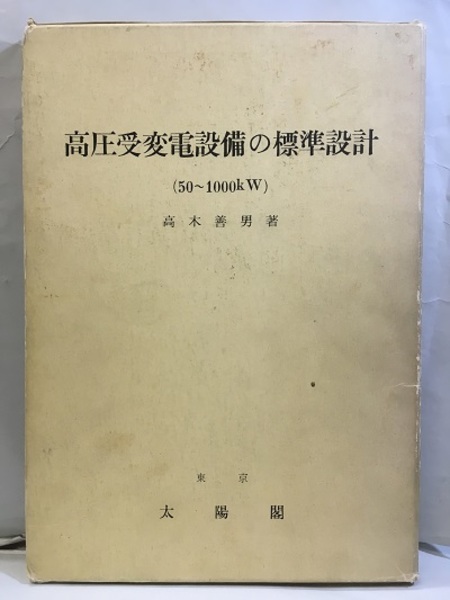 高圧受変電設備の標準設計
(50~1000kW)
高木善男著
東京
太陽閣